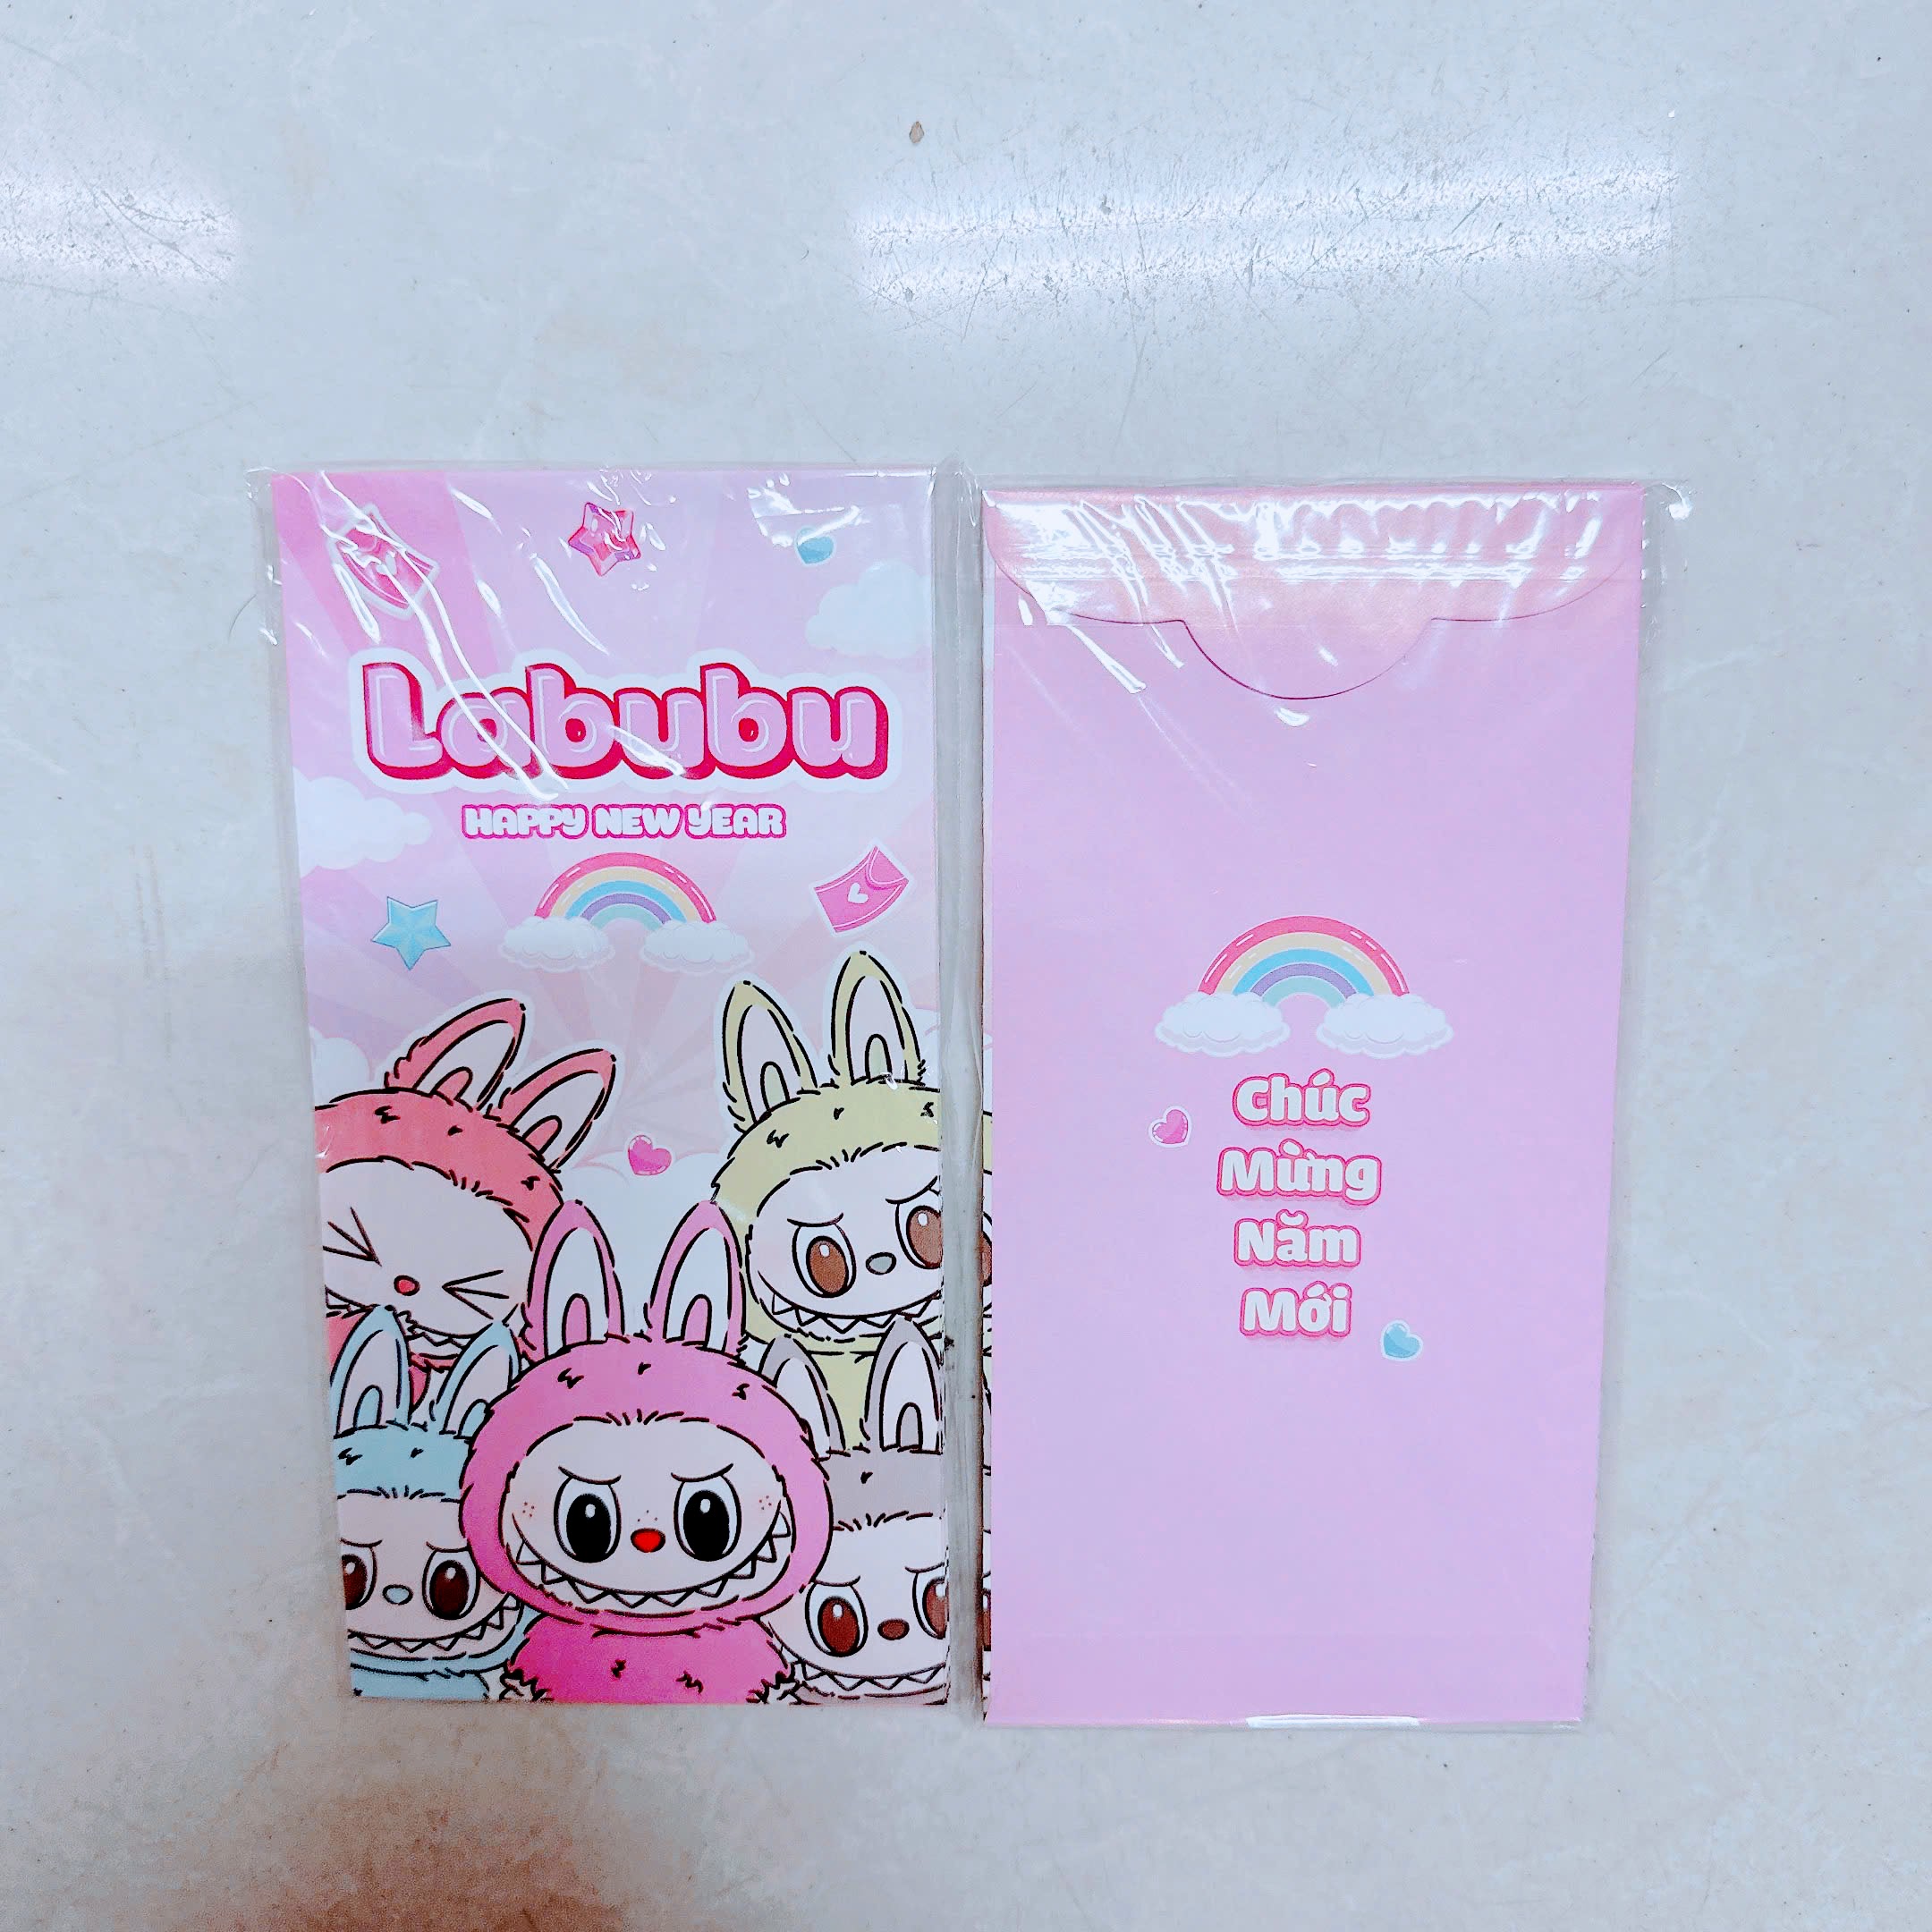 Labubu
HAPPY NEW YEAR
Chúc
Mừng
Năm
Mới